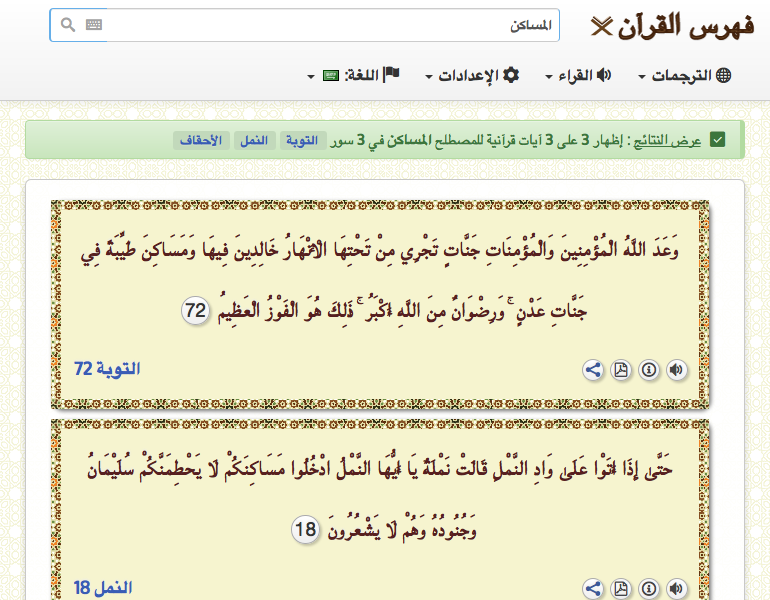 فهرس القرآن
المساكن
الترجمات
القراء
الإعدادات
اللغة:
عرض النتائج : إظهار 3 على 3 آيات قرآنية للمصطلح المساكن في 3 سور التوبة النمل الأحقاف
وَعَدَ اللَّهُ الْمُؤْمِنِينَ وَالْمُؤْمِنَاتِ جَنَّاتٍ تَجْرِي مِنْ تَحْتِهَا الْأَنْهَارُ خَالِدِينَ فِيهَا وَمَسَاكِنَ طَيِّبَةً فِي
جَنَّاتِ عَدْنٍ ۚ وَرِضْوَانٌ مِنَ اللَّهِ أَكْبَرُ ۚ ذَٰلِكَ هُوَ الْفَوْزُ الْعَظِيمُ 72
التوبة 72
حَتَّىٰ إِذَا أَتَوْا عَلَىٰ وَادِ النَّمْلِ قَالَتْ نَمْلَةٌ يَا أَيُّهَا النَّمْلُ ادْخُلُوا مَسَاكِنَكُمْ لَا يَحْطِمَنَّكُمْ سُلَيْمَانُ
وَجُنُودُهُ وَهُمْ لَا يَشْعُرُونَ 18
النمل 18